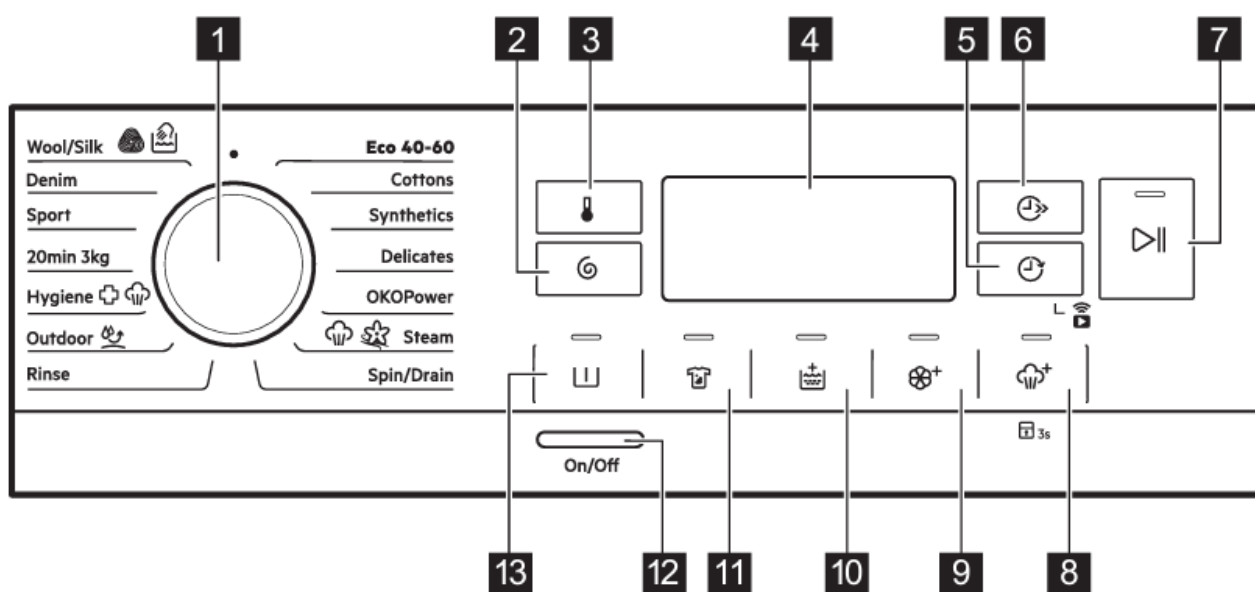 1
2
3
4
5
6
7
Wool/Silk
Eco 40-60
Denim
Cottons
Sport
Synthetics
20min 3kg
Delicates
Hygiene
OKOPower
Outdoor
Steam
Rinse
Spin/Drain
3s
On/Off
13
12
11
10
9
8